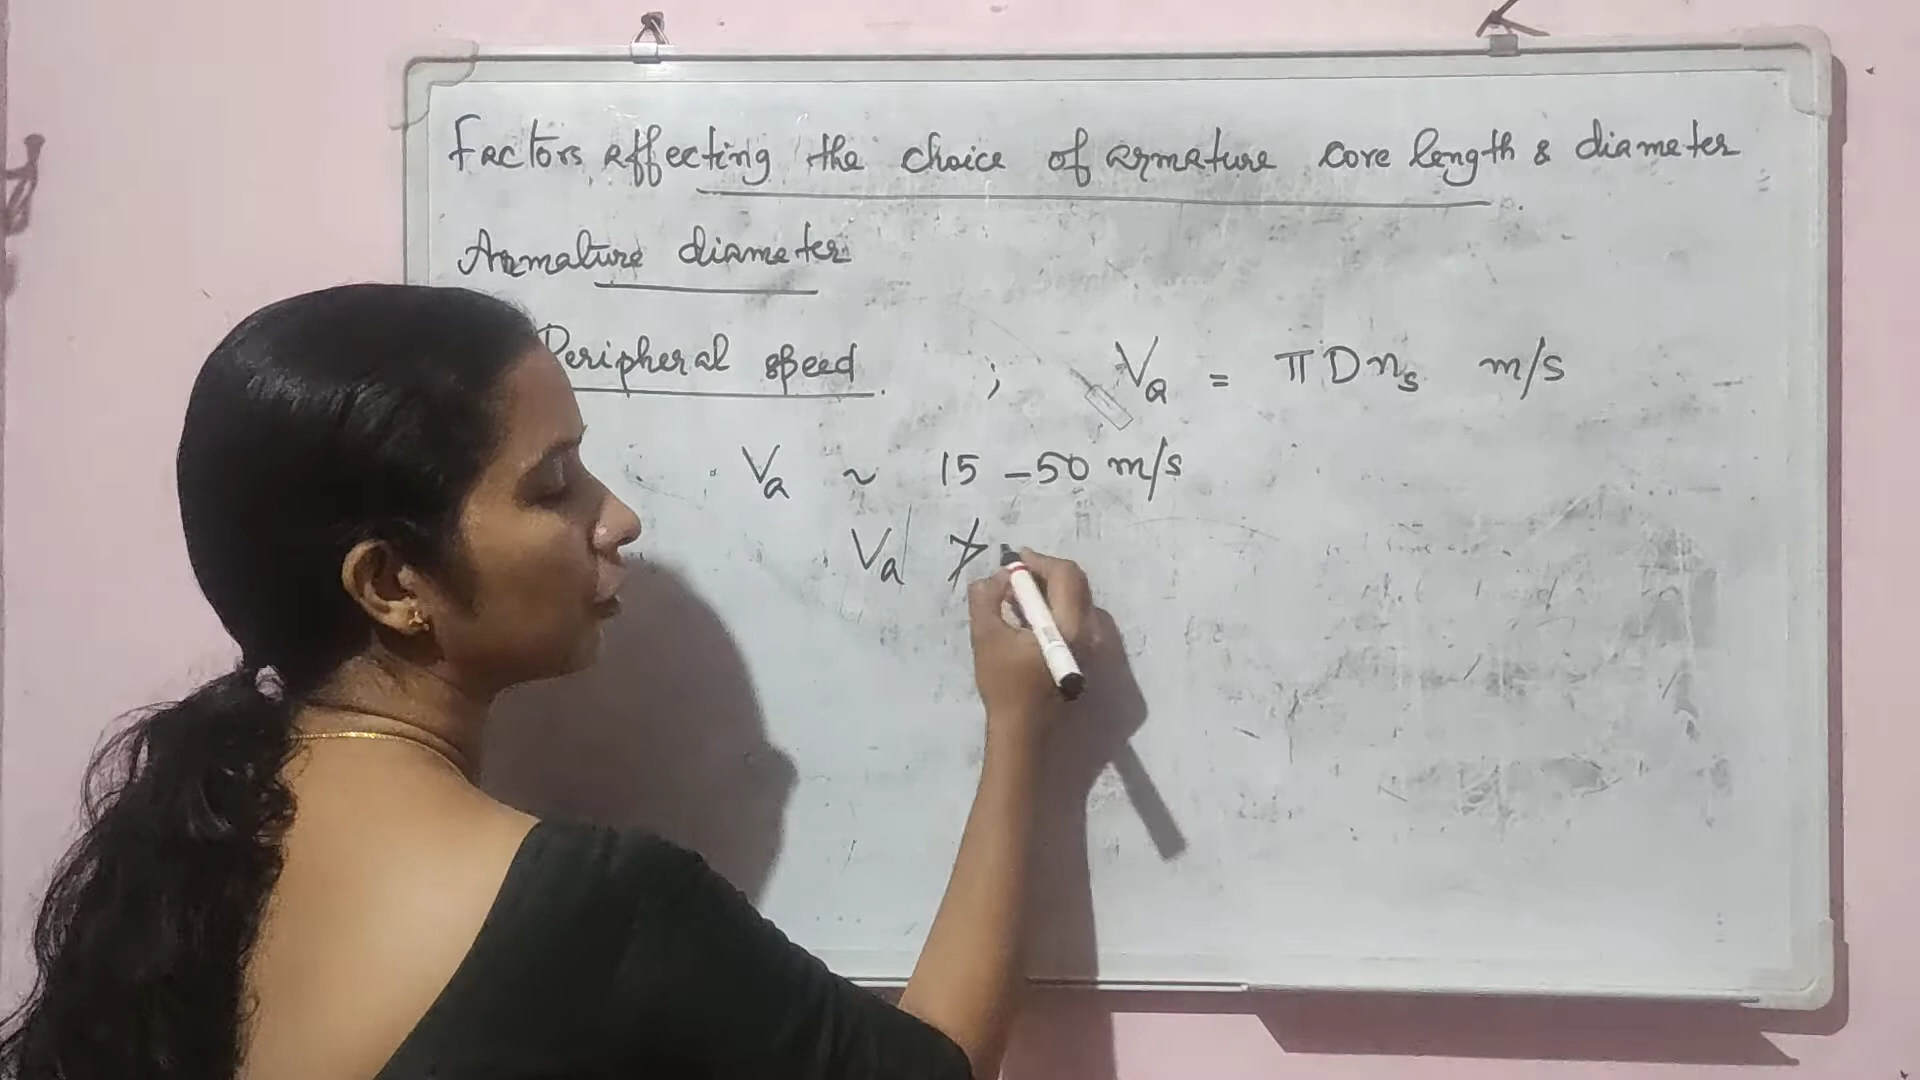 Factors affecting the choice of armature core length & diameter
Armature diameter
Peripheral speed ; Va = πDns m/s
Va ~ 15 - 50 m/s
Va ≯